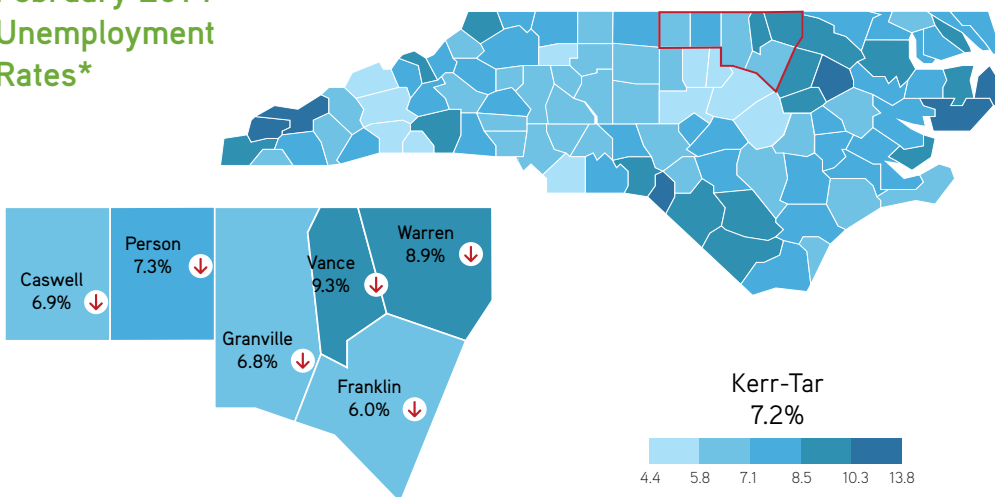 Unemployment
Rates*
Caswell
6.9%
Person
7.3%
Granville
6.8%
Vance
9.3%
Warren
8.9%
Franklin
6.0%
Kerr-Tar
7.2%
4.4 5.8 7.1 8.5 10.3 13.8